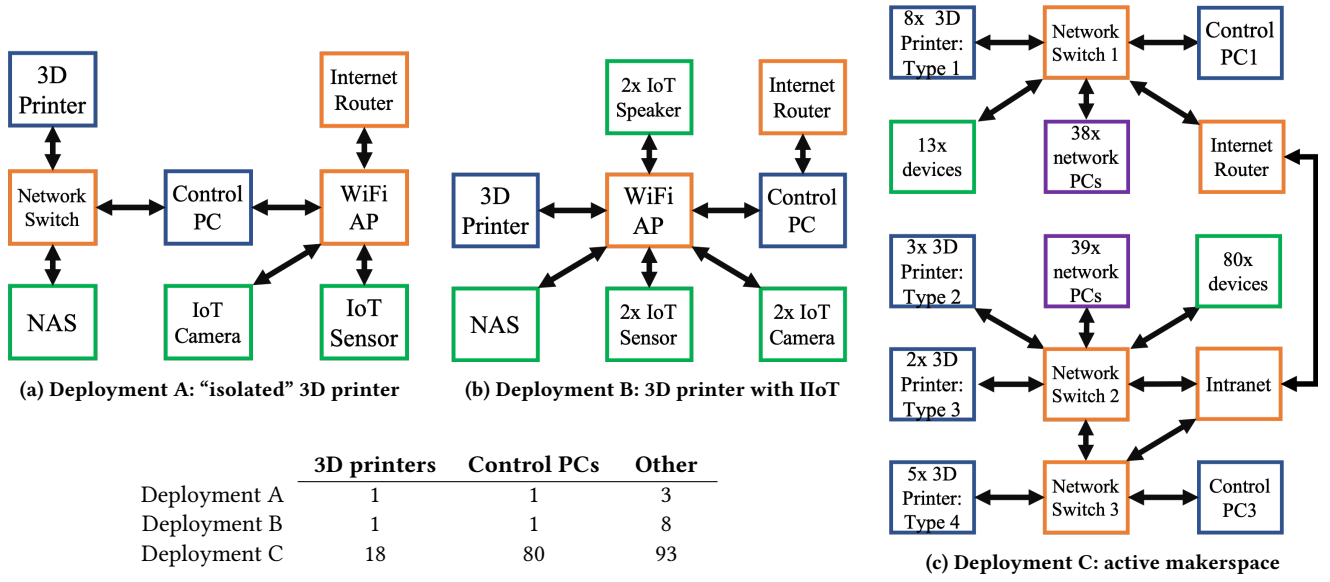 3D
Printer
Internet
Router
Network
Switch
Control
PC
WiFi
AP
NAS
IoT
Camera
IoT
Sensor
(a) Deployment A: “isolated” 3D printer
2x IoT
Speaker
Internet
Router
3D
Printer
WiFi
AP
Control
PC
NAS
2x IoT
Sensor
2x IoT
Camera
(b) Deployment B: 3D printer with IIoT
3D printers Control PCs Other
Deployment A 1 1 3
Deployment B 1 1 8
Deployment C 18 80 93
8x 3D
Printer:
Type 1
Network
Switch 1
Control
PC1
13x
devices
38x
network
PCs
Internet
Router
3x 3D
Printer:
Type 2
39x
network
PCs
80x
devices
2x 3D
Printer:
Type 3
Network
Switch 2
Intranet
5x 3D
Printer:
Type 4
Network
Switch 3
Control
PC3
(c) Deployment C: active makerspace